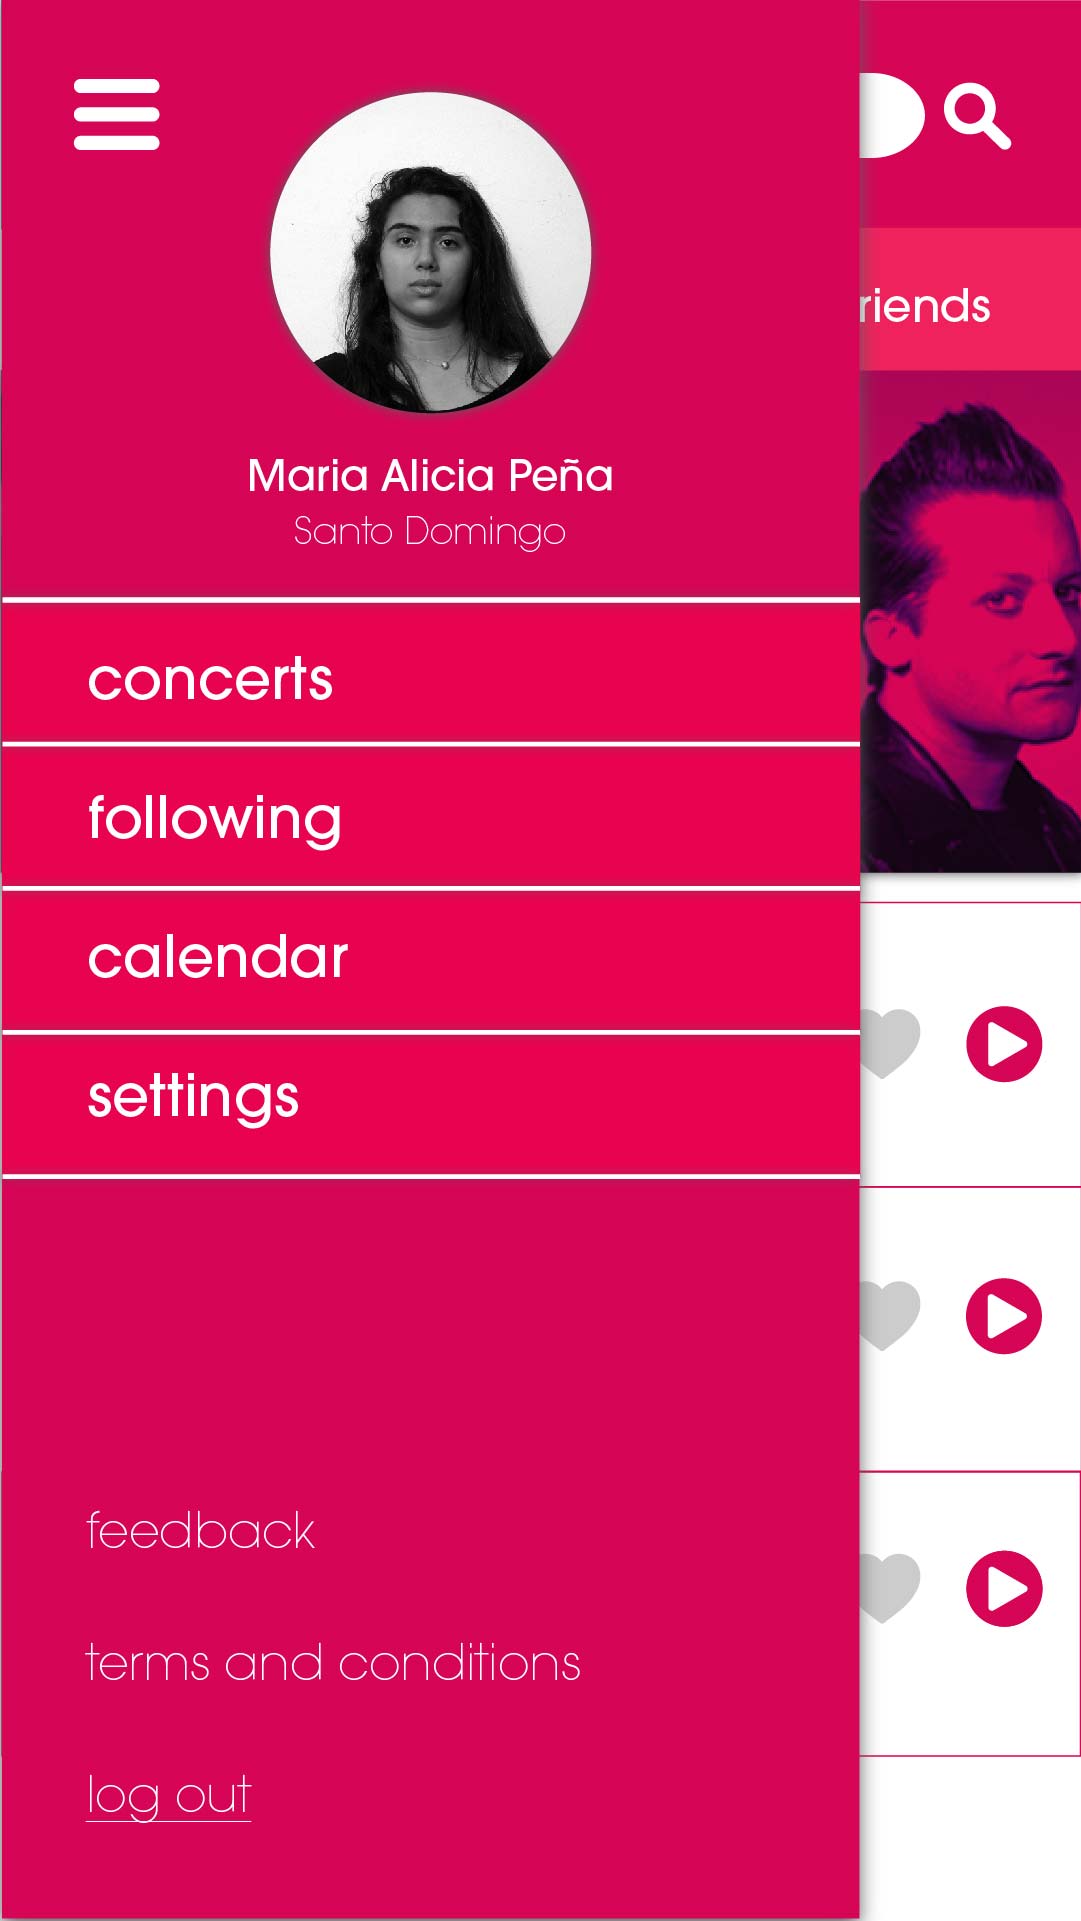 riends
Maria Alicia Peña
Santo Domingo
concerts
following
calendar
settings
feedback
terms and conditions
log out